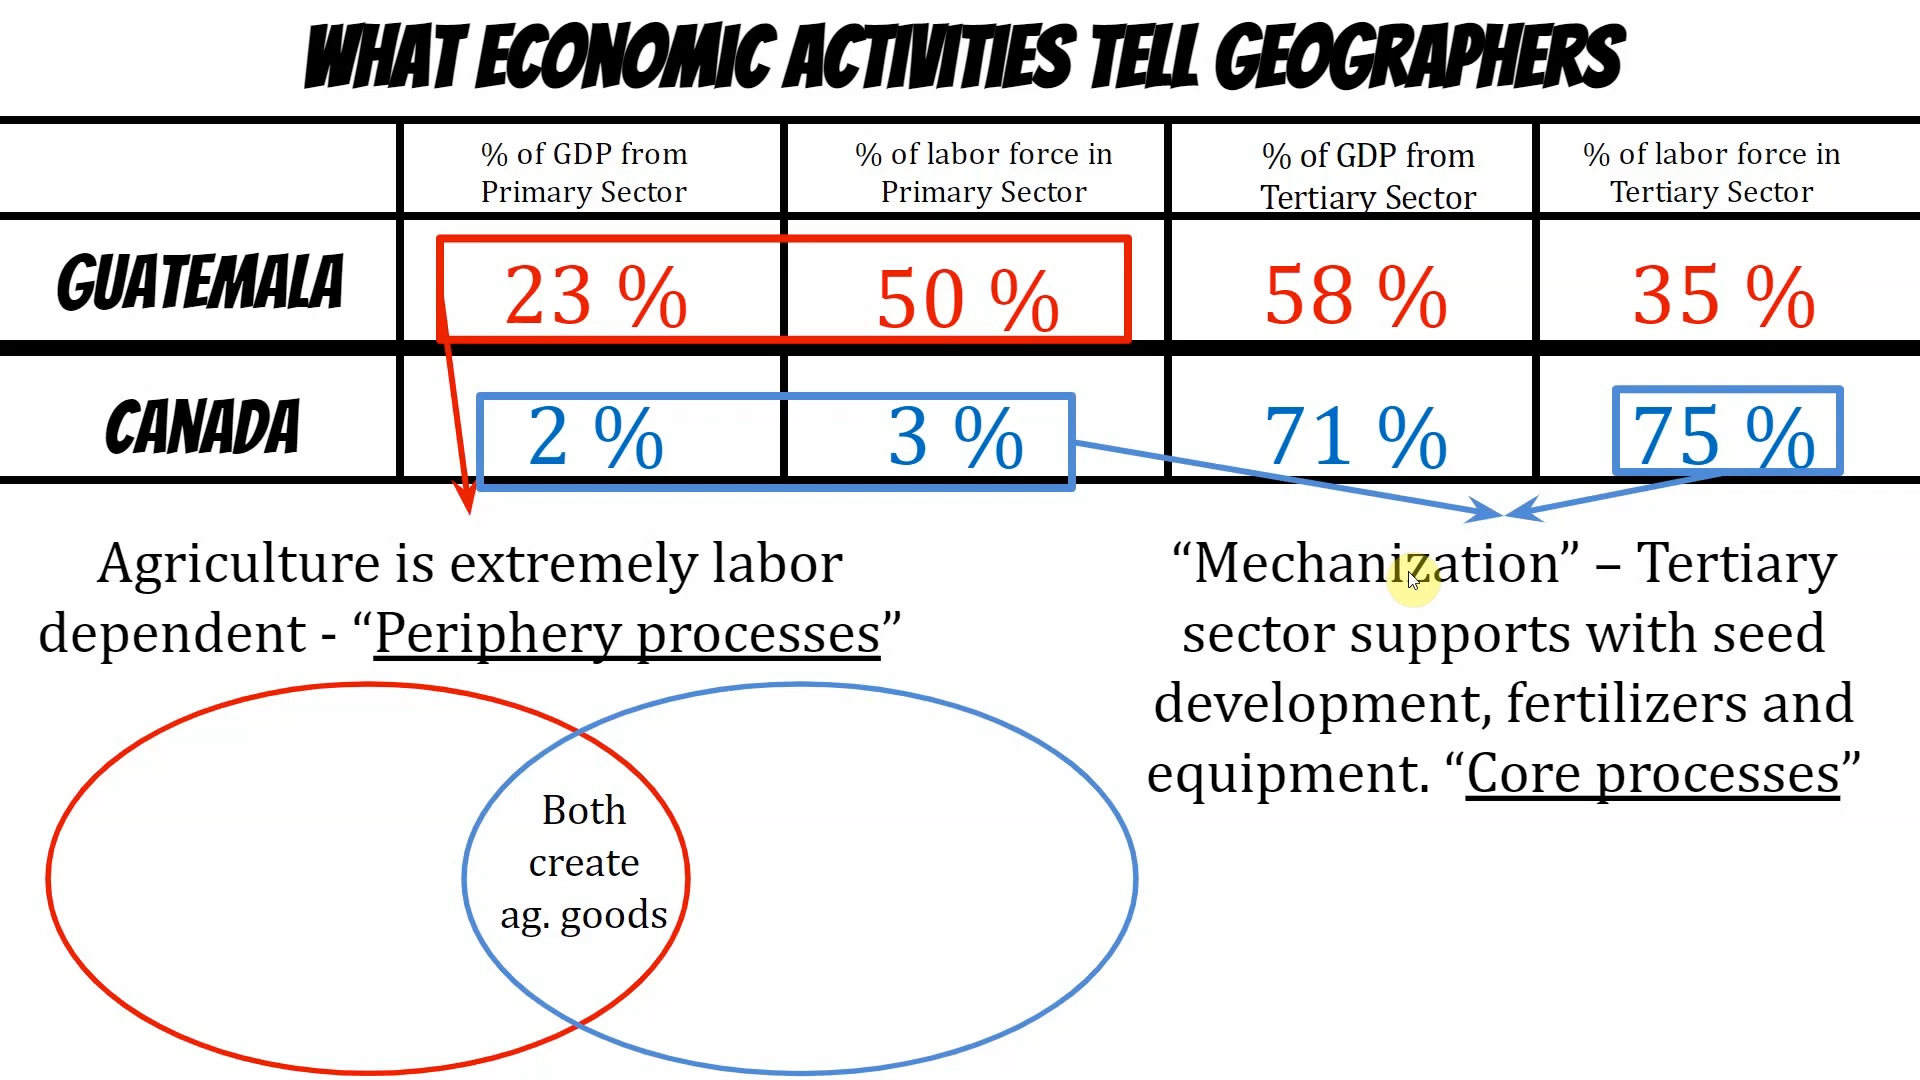 WHAT ECONOMIC ACTIVITIES TELL GEOGRAPHERS
% of GDP from
Primary Sector
% of labor force in
Primary Sector
% of GDP from
Tertiary Sector
% of labor force in
Tertiary Sector
GUATEMALA
23 %
50 %
58 %
35 %
CANADA
2 %
3 %
71 %
75 %
Agriculture is extremely labor
dependent - “Periphery processes”
“Mechanization” – Tertiary
sector supports with seed
development, fertilizers and
equipment. “Core processes”
Both
create
ag. goods